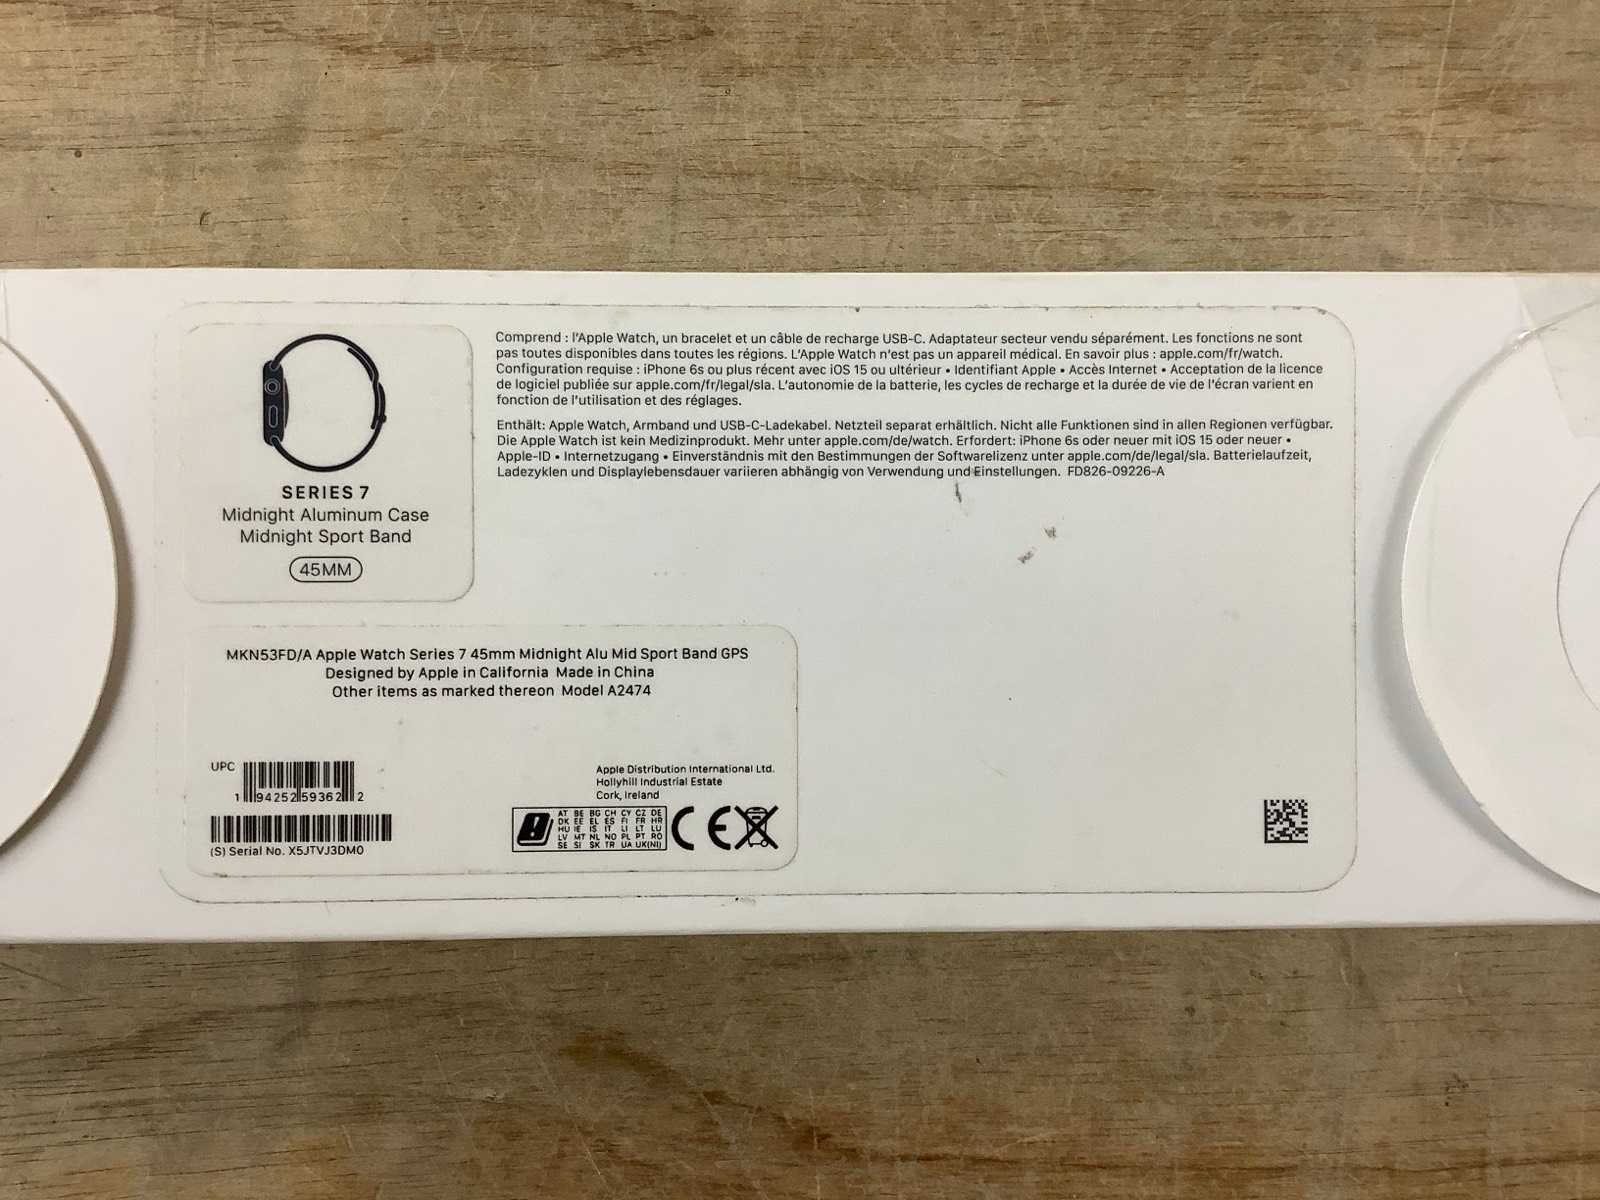 SERIES 7
Midnight Aluminum Case
Midnight Sport Band
45MM
Comprend : l'Apple Watch, un bracelet et un câble de recharge USB-C. Adaptateur secteur vendu séparément. Les fonctions ne sont
pas toutes disponibles dans toutes les régions. L'Apple Watch n'est pas un appareil médical. En savoir plus : apple.com/fr/watch.
Configuration requise : iPhone 6s ou plus récent avec iOS 15 ou ultérieur • Identifiant Apple • Accès Internet • Acceptation de la licence
de logiciel publiée sur apple.com/fr/legal/sla. L'autonomie de la batterie, les cycles de recharge et la durée de vie de l'écran varient en
fonction de l'utilisation et des réglages.
Enthält: Apple Watch, Armband und USB-C-Ladekabel. Netzteil separat erhältlich. Nicht alle Funktionen sind in allen Regionen verfügbar.
Die Apple Watch ist kein Medizinprodukt. Mehr unter apple.com/de/watch. Erfordert: iPhone 6s oder neuer mit iOS 15 oder neuer •
Apple-ID • Internetzugang • Einverständnis mit den Bestimmungen der Softwarelizenz unter apple.com/de/legal/sla. Batterielaufzeit,
Ladezyklen und Displaylebensdauer variieren abhängig von Verwendung und Einstellungen. FD826-09226-A
MKN53FD/A Apple Watch Series 7 45mm Midnight Alu Mid Sport Band GPS
Designed by Apple in California Made in China
Other items as marked thereon Model A2474
UPC
1 94252 59362 2
(S) Serial No. X5JTVJ3DM0
Apple Distribution International Ltd.
Hollyhill Industrial Estate
Cork, Ireland
AT BE BG CH CY CZ DE
DK EE EL ES FI FR HR
HU IE IS IT LI LT LU
LV MT NL NO PL PT RO
SE SI SK TR UA UK(NI)
CE